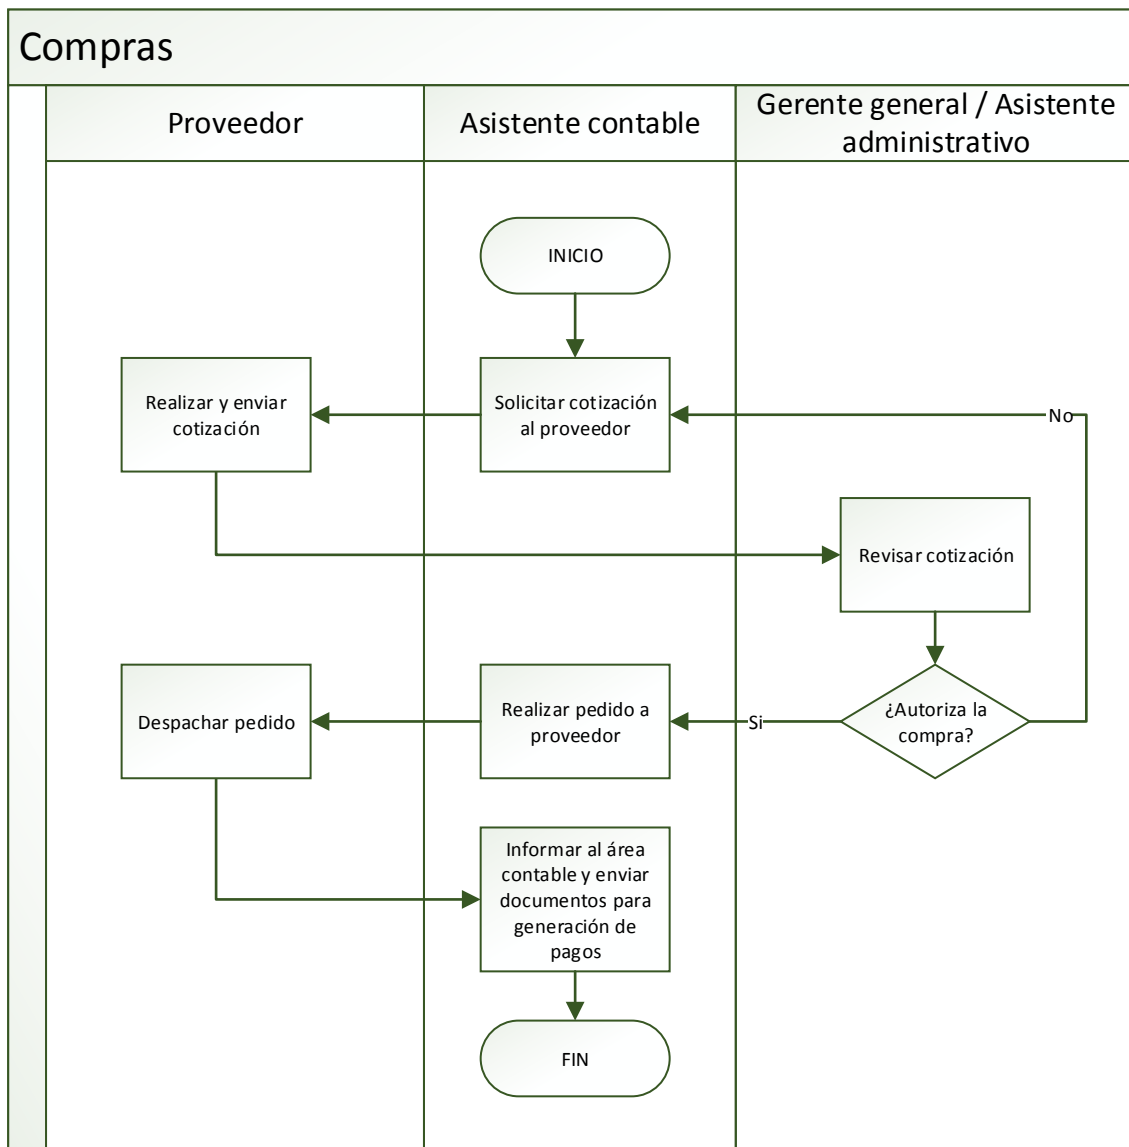 Compras
Proveedor
Asistente contable
Gerente general / Asistente
administrativo
INICIO
Realizar y enviar
cotización
Solicitar cotización
al proveedor
No
Revisar cotización
Despachar pedido
Realizar pedido a
proveedor
Si
¿Autoriza la
compra?
Informar al área
contable y enviar
documentos para
generación de
pagos
FIN